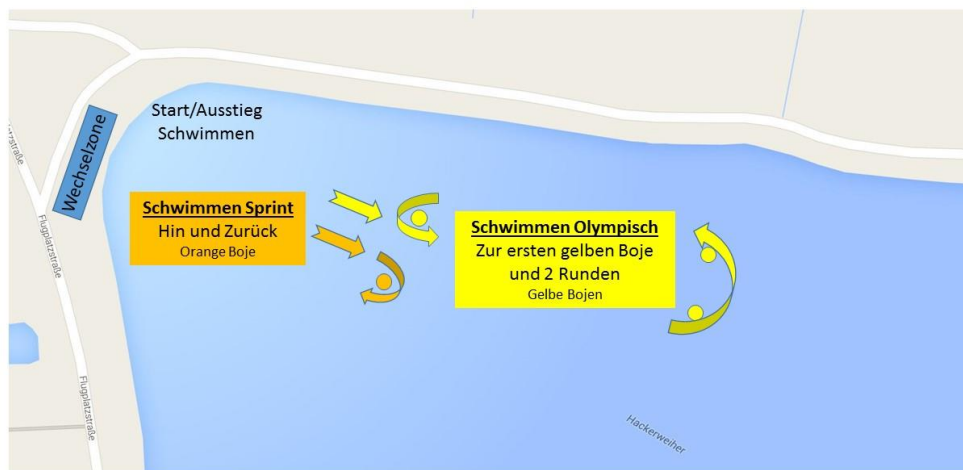 Start/Ausstieg
Schwimmen
Wechselzone
Schwimmen Sprint
Hin und Zurück
Orange Boje
Schwimmen Olympisch
Zur ersten gelben Boje
und 2 Runden
Gelbe Bojen
platzstraße
Flugplatzstraße
Flugplatzstraße
Hackerweiher